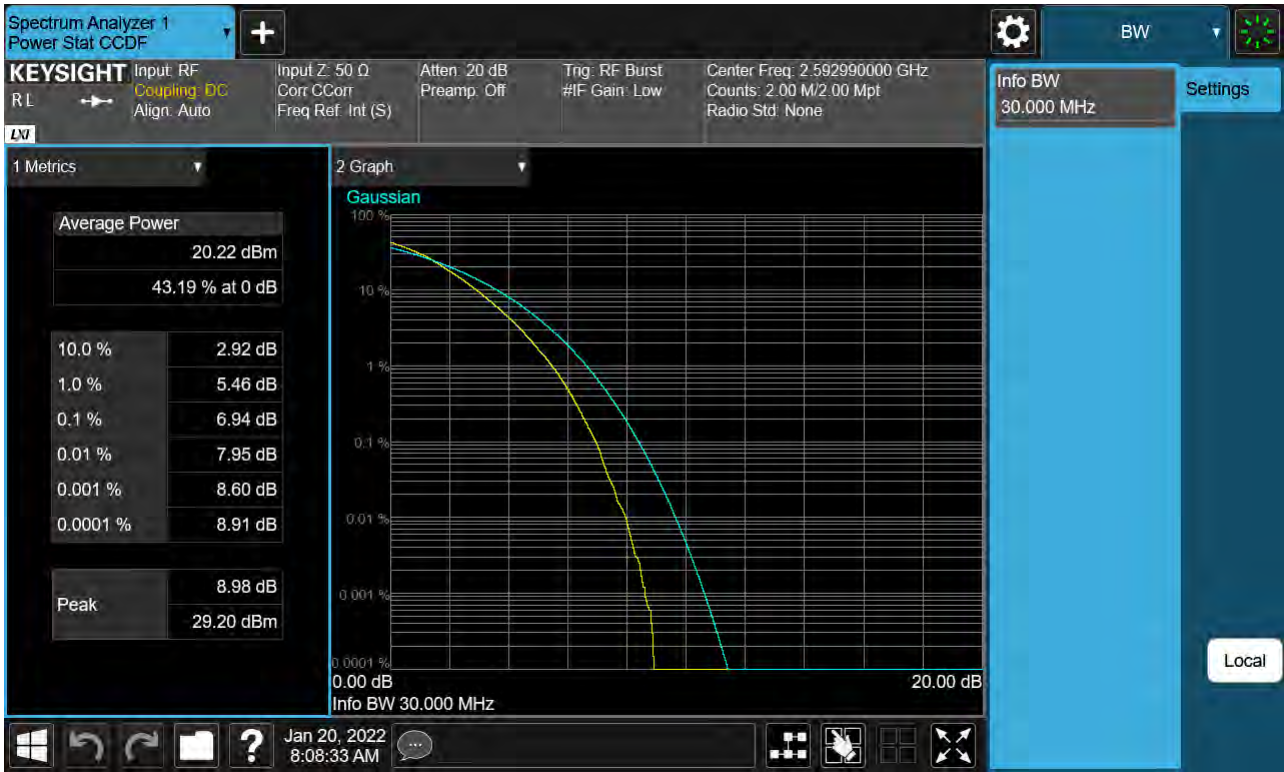 Spectrum Analyzer 1
Power Stat CCDF
BW
KEYSIGHT
R L
LXI
Input: RF
Coupling: DC
Align: Auto
Input Z: 50 Ω
Corr CCorr
Freq Ref: Int (S)
Atten: 20 dB
Preamp: Off
Trig: RF Burst
#IF Gain: Low
Center Freq: 2.592990000 GHz
Counts: 2.00 M/2.00 Mpt
Radio Std: None
Info BW
30.000 MHz
Settings
1 Metrics
Average Power
20.22 dBm
43.19 % at 0 dB
10.0 % 2.92 dB
1.0 % 5.46 dB
0.1 % 6.94 dB
0.01 % 7.95 dB
0.001 % 8.60 dB
0.0001 % 8.91 dB
Peak
8.98 dB
29.20 dBm
2 Graph
Gaussian
100 %
10 %
1 %
0.1 %
0.01 %
0.001 %
0.0001 %
0.00 dB 20.00 dB
Info BW 30.000 MHz
Local
?
Jan 20, 2022
8:08:33 AM